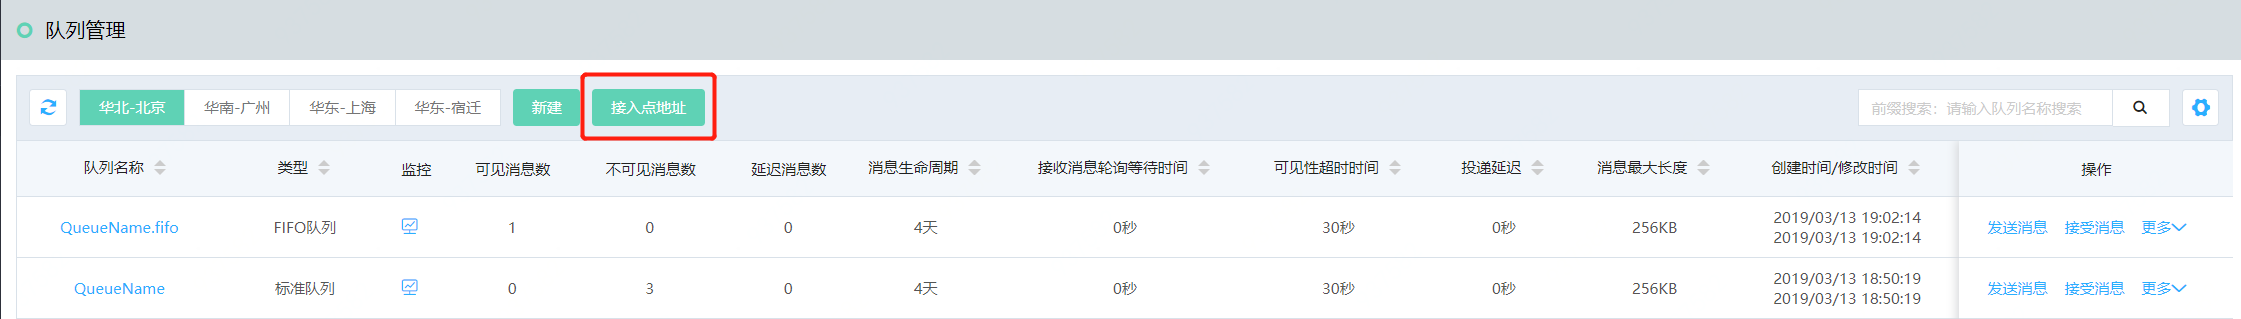 队列管理
华北-北京 华南-广州 华东-上海 华东-宿迁 新建 接入点地址 前缀搜索：请输入队列名称搜索
队列名称 类型 监控 可见消息数 不可见消息数 延迟消息数 消息生命周期 接收消息轮询等待时间 可见性超时时间 投递延迟 消息最大长度 创建时间/修改时间 操作
QueueName.fifo FIFO队列 1 0 0 4天 0秒 30秒 0秒 256KB 2019/03/13 19:02:14 发送消息 接受消息 更多
2019/03/13 19:02:14
QueueName 标准队列 0 3 0 4天 0秒 30秒 0秒 256KB 2019/03/13 18:50:19 发送消息 接受消息 更多
2019/03/13 18:50:19